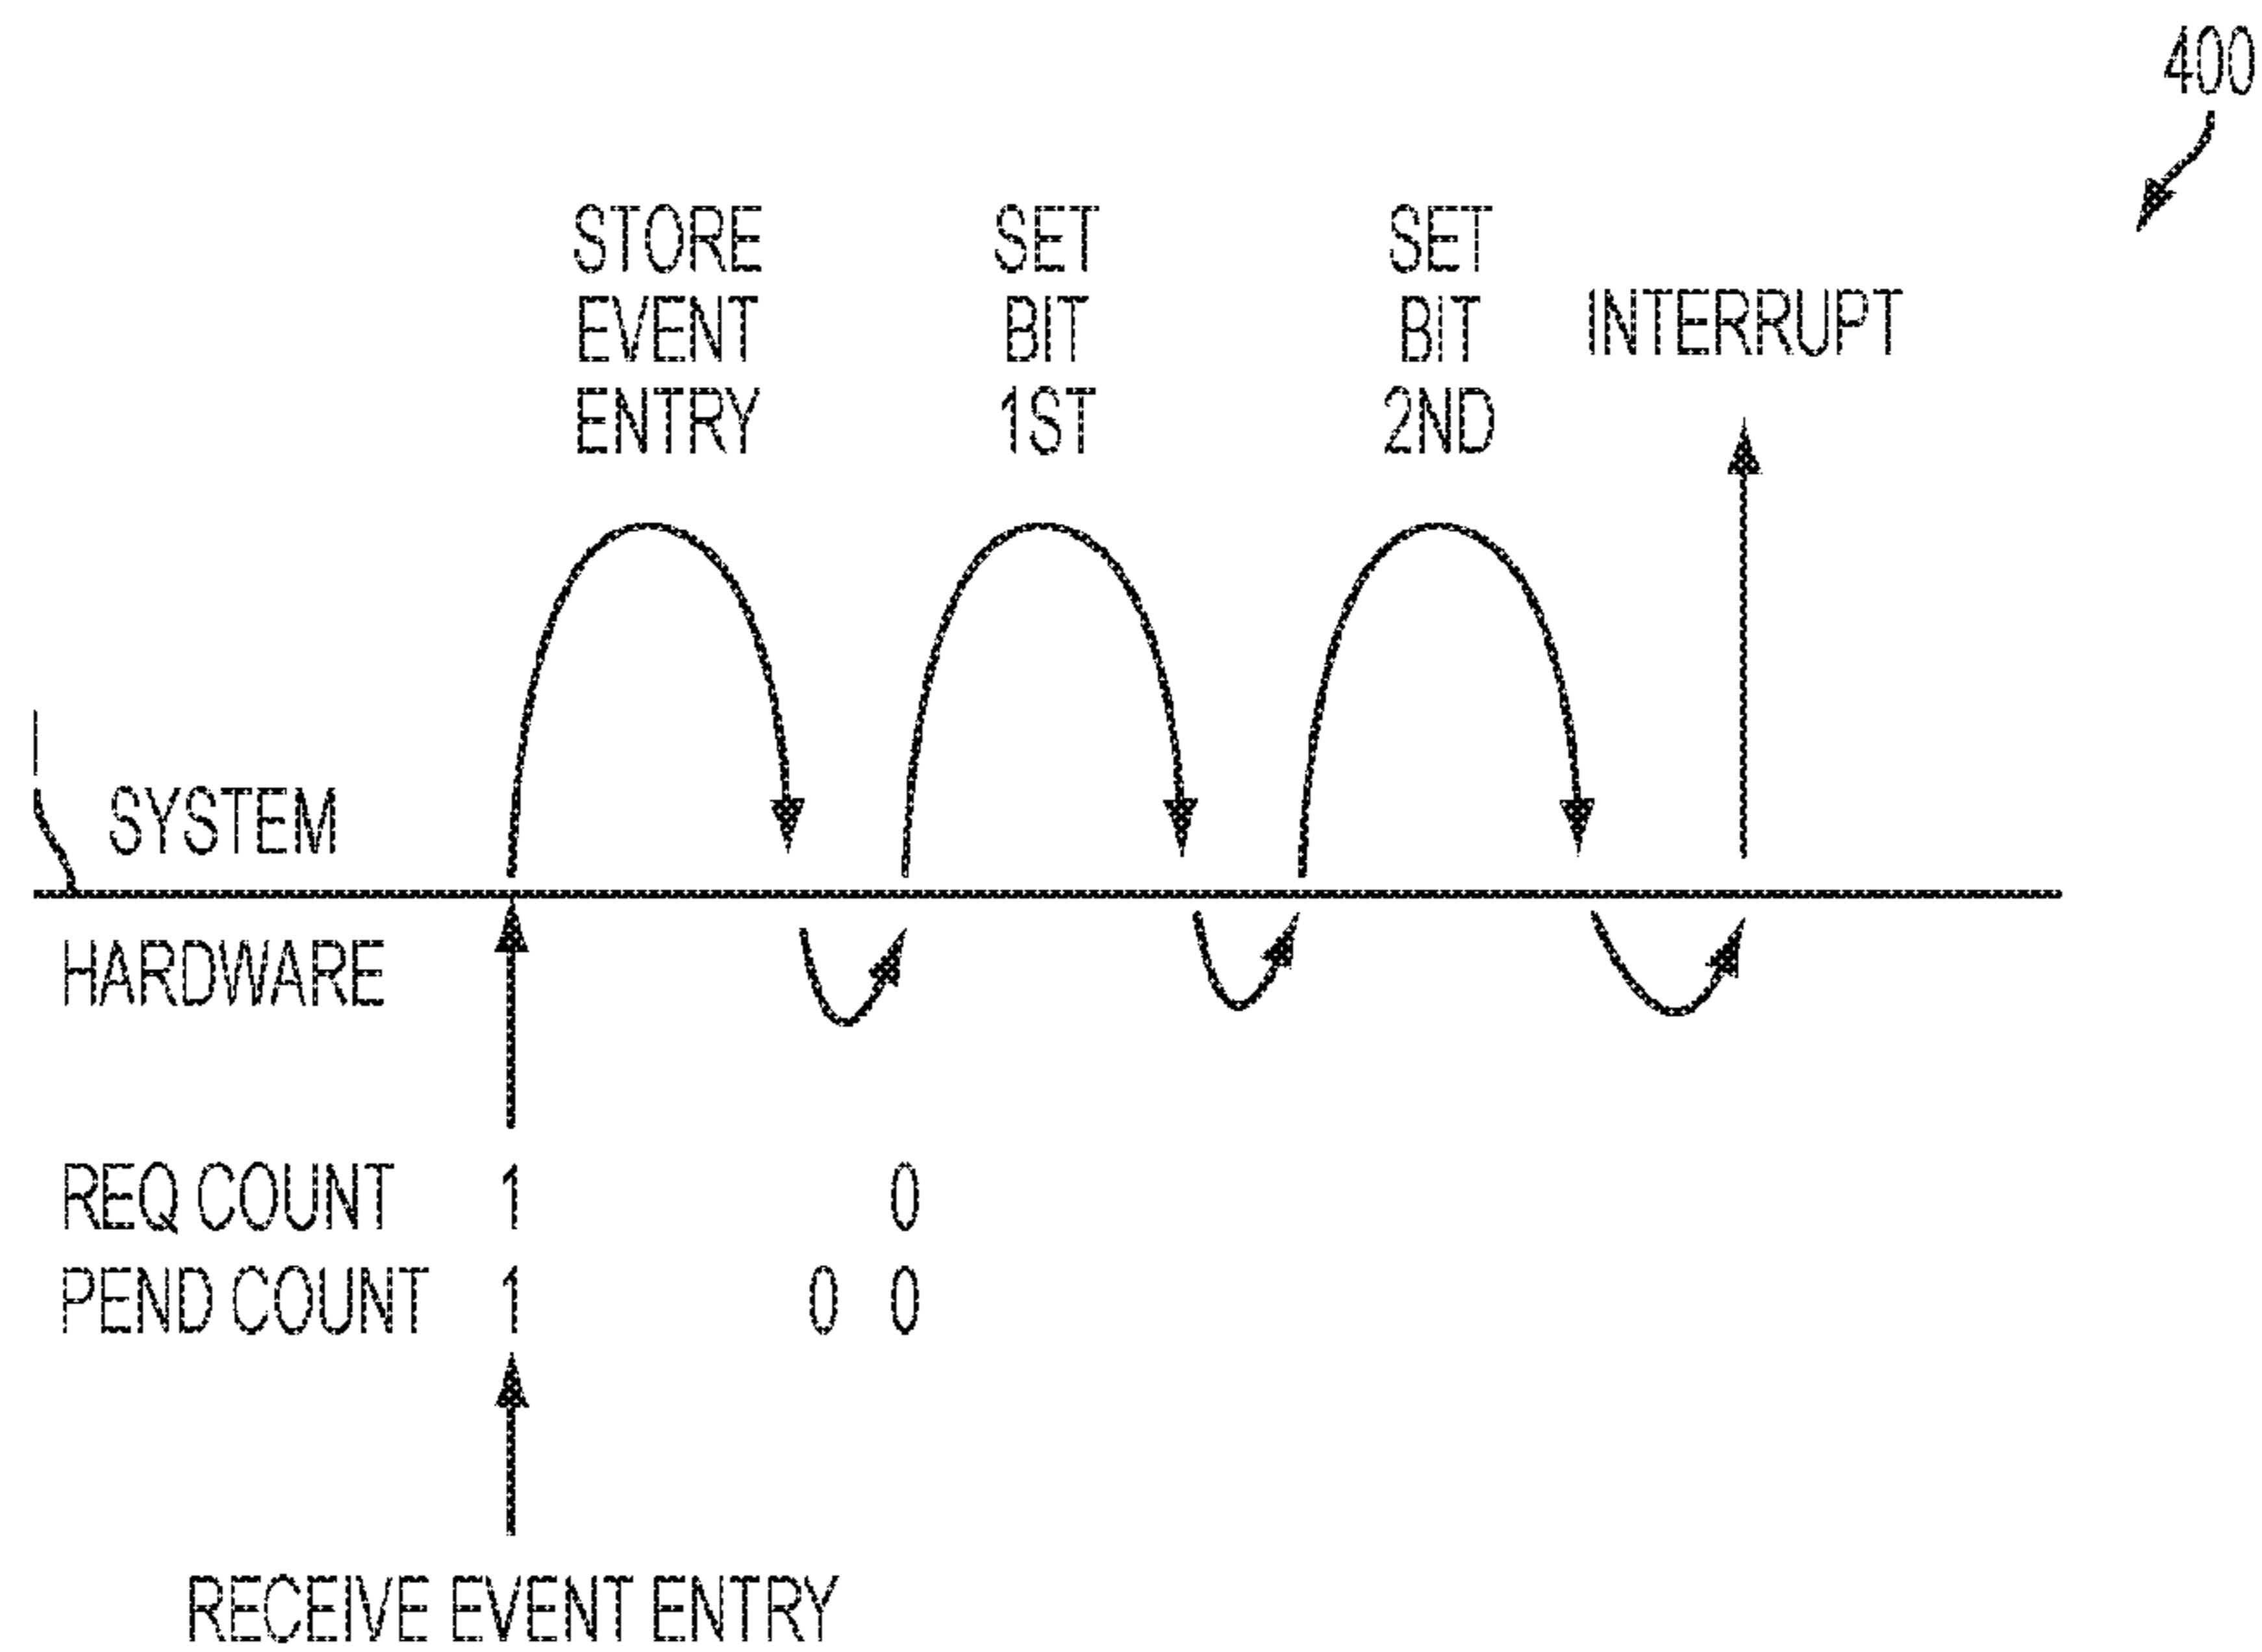 400
STORE
EVENT
ENTRY
SET
BIT
1ST
SET
BIT
2ND
INTERRUPT
SYSTEM
HARDWARE
REQ COUNT 1 0
PEND COUNT 1 0 0
RECEIVE EVENT ENTRY